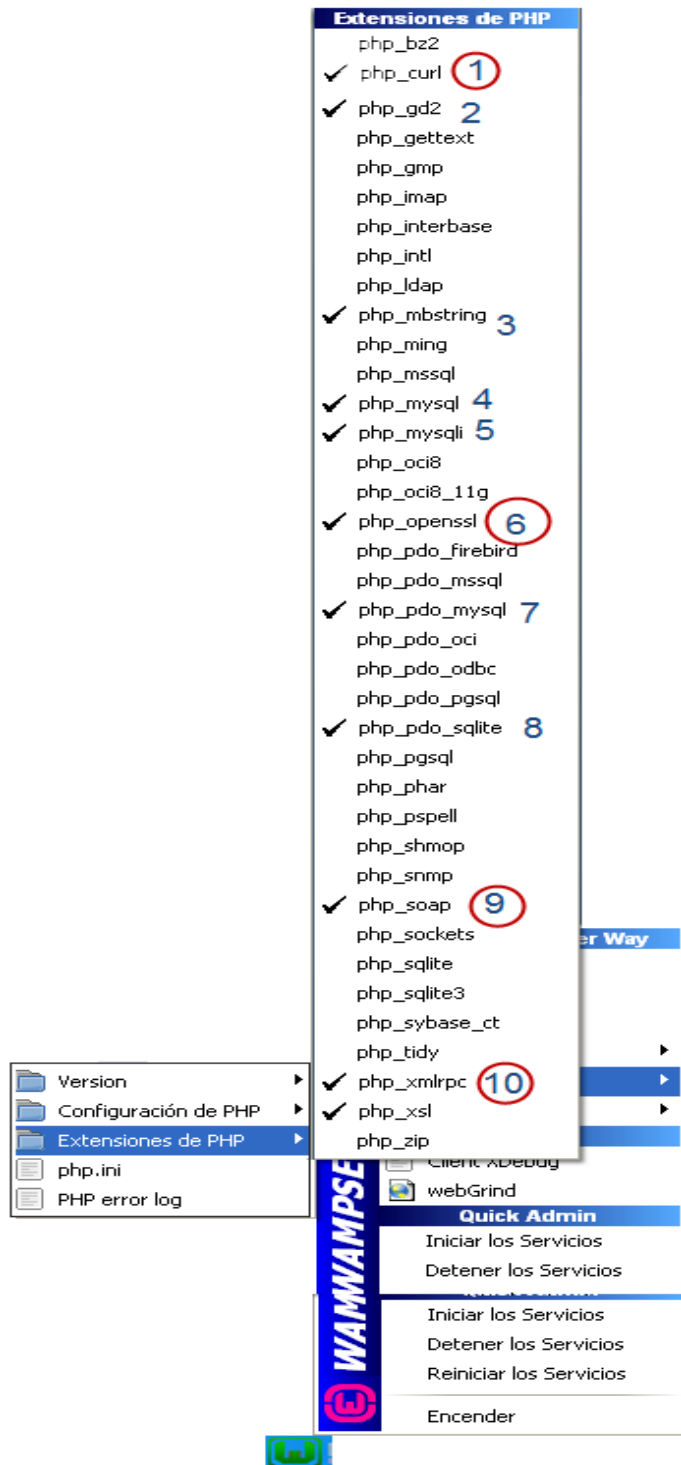 Extensiones de PHP
php_bz2
php_curl 1
php_gd2 2
php_gettext
php_gmp
php_imap
php_interbase
php_intl
php_ldap
php_mbstring 3
php_ming
php_mssql
php_mysql 4
php_mysqli 5
php_oci8
php_oci8_11g
php_openssl 6
php_pdo_firebird
php_pdo_mssql
php_pdo_mysql 7
php_pdo_oci
php_pdo_odbc
php_pdo_pgsql
php_pdo_sqlite 8
php_pgsql
php_phar
php_pspell
php_shmop
php_snmp
php_soap 9
php_sockets
php_sqlite
php_sqlite3
php_sybase_ct
php_tidy
php_xmlrpc 10
php_xsl
php_zip
er Way
Version
Configuración de PHP
Extensiones de PHP
php.ini
PHP error log
Client XDebug
webGrind
Quick Admin
Iniciar los Servicios
Detener los Servicios
Iniciar los Servicios
Detener los Servicios
Reiniciar los Servicios
Encender
WAMWAMPSE